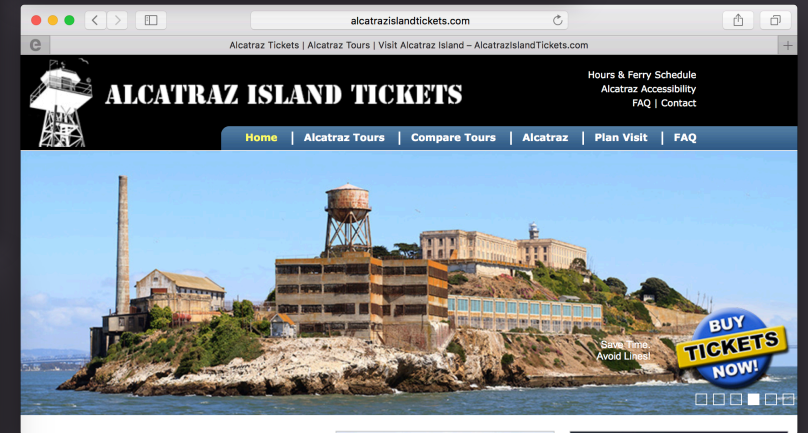 alcatrazislandtickets.com
e
Alcatraz Tickets | Alcatraz Tours | Visit Alcatraz Island – AlcatrazIslandTickets.com
ALCATRAZ ISLAND TICKETS
Hours & Ferry Schedule
Alcatraz Accessibility
FAQ | Contact
Home | Alcatraz Tours | Compare Tours | Alcatraz | Plan Visit | FAQ
Save Time.
Avoid Lines!
BUY
TICKETS
NOW!